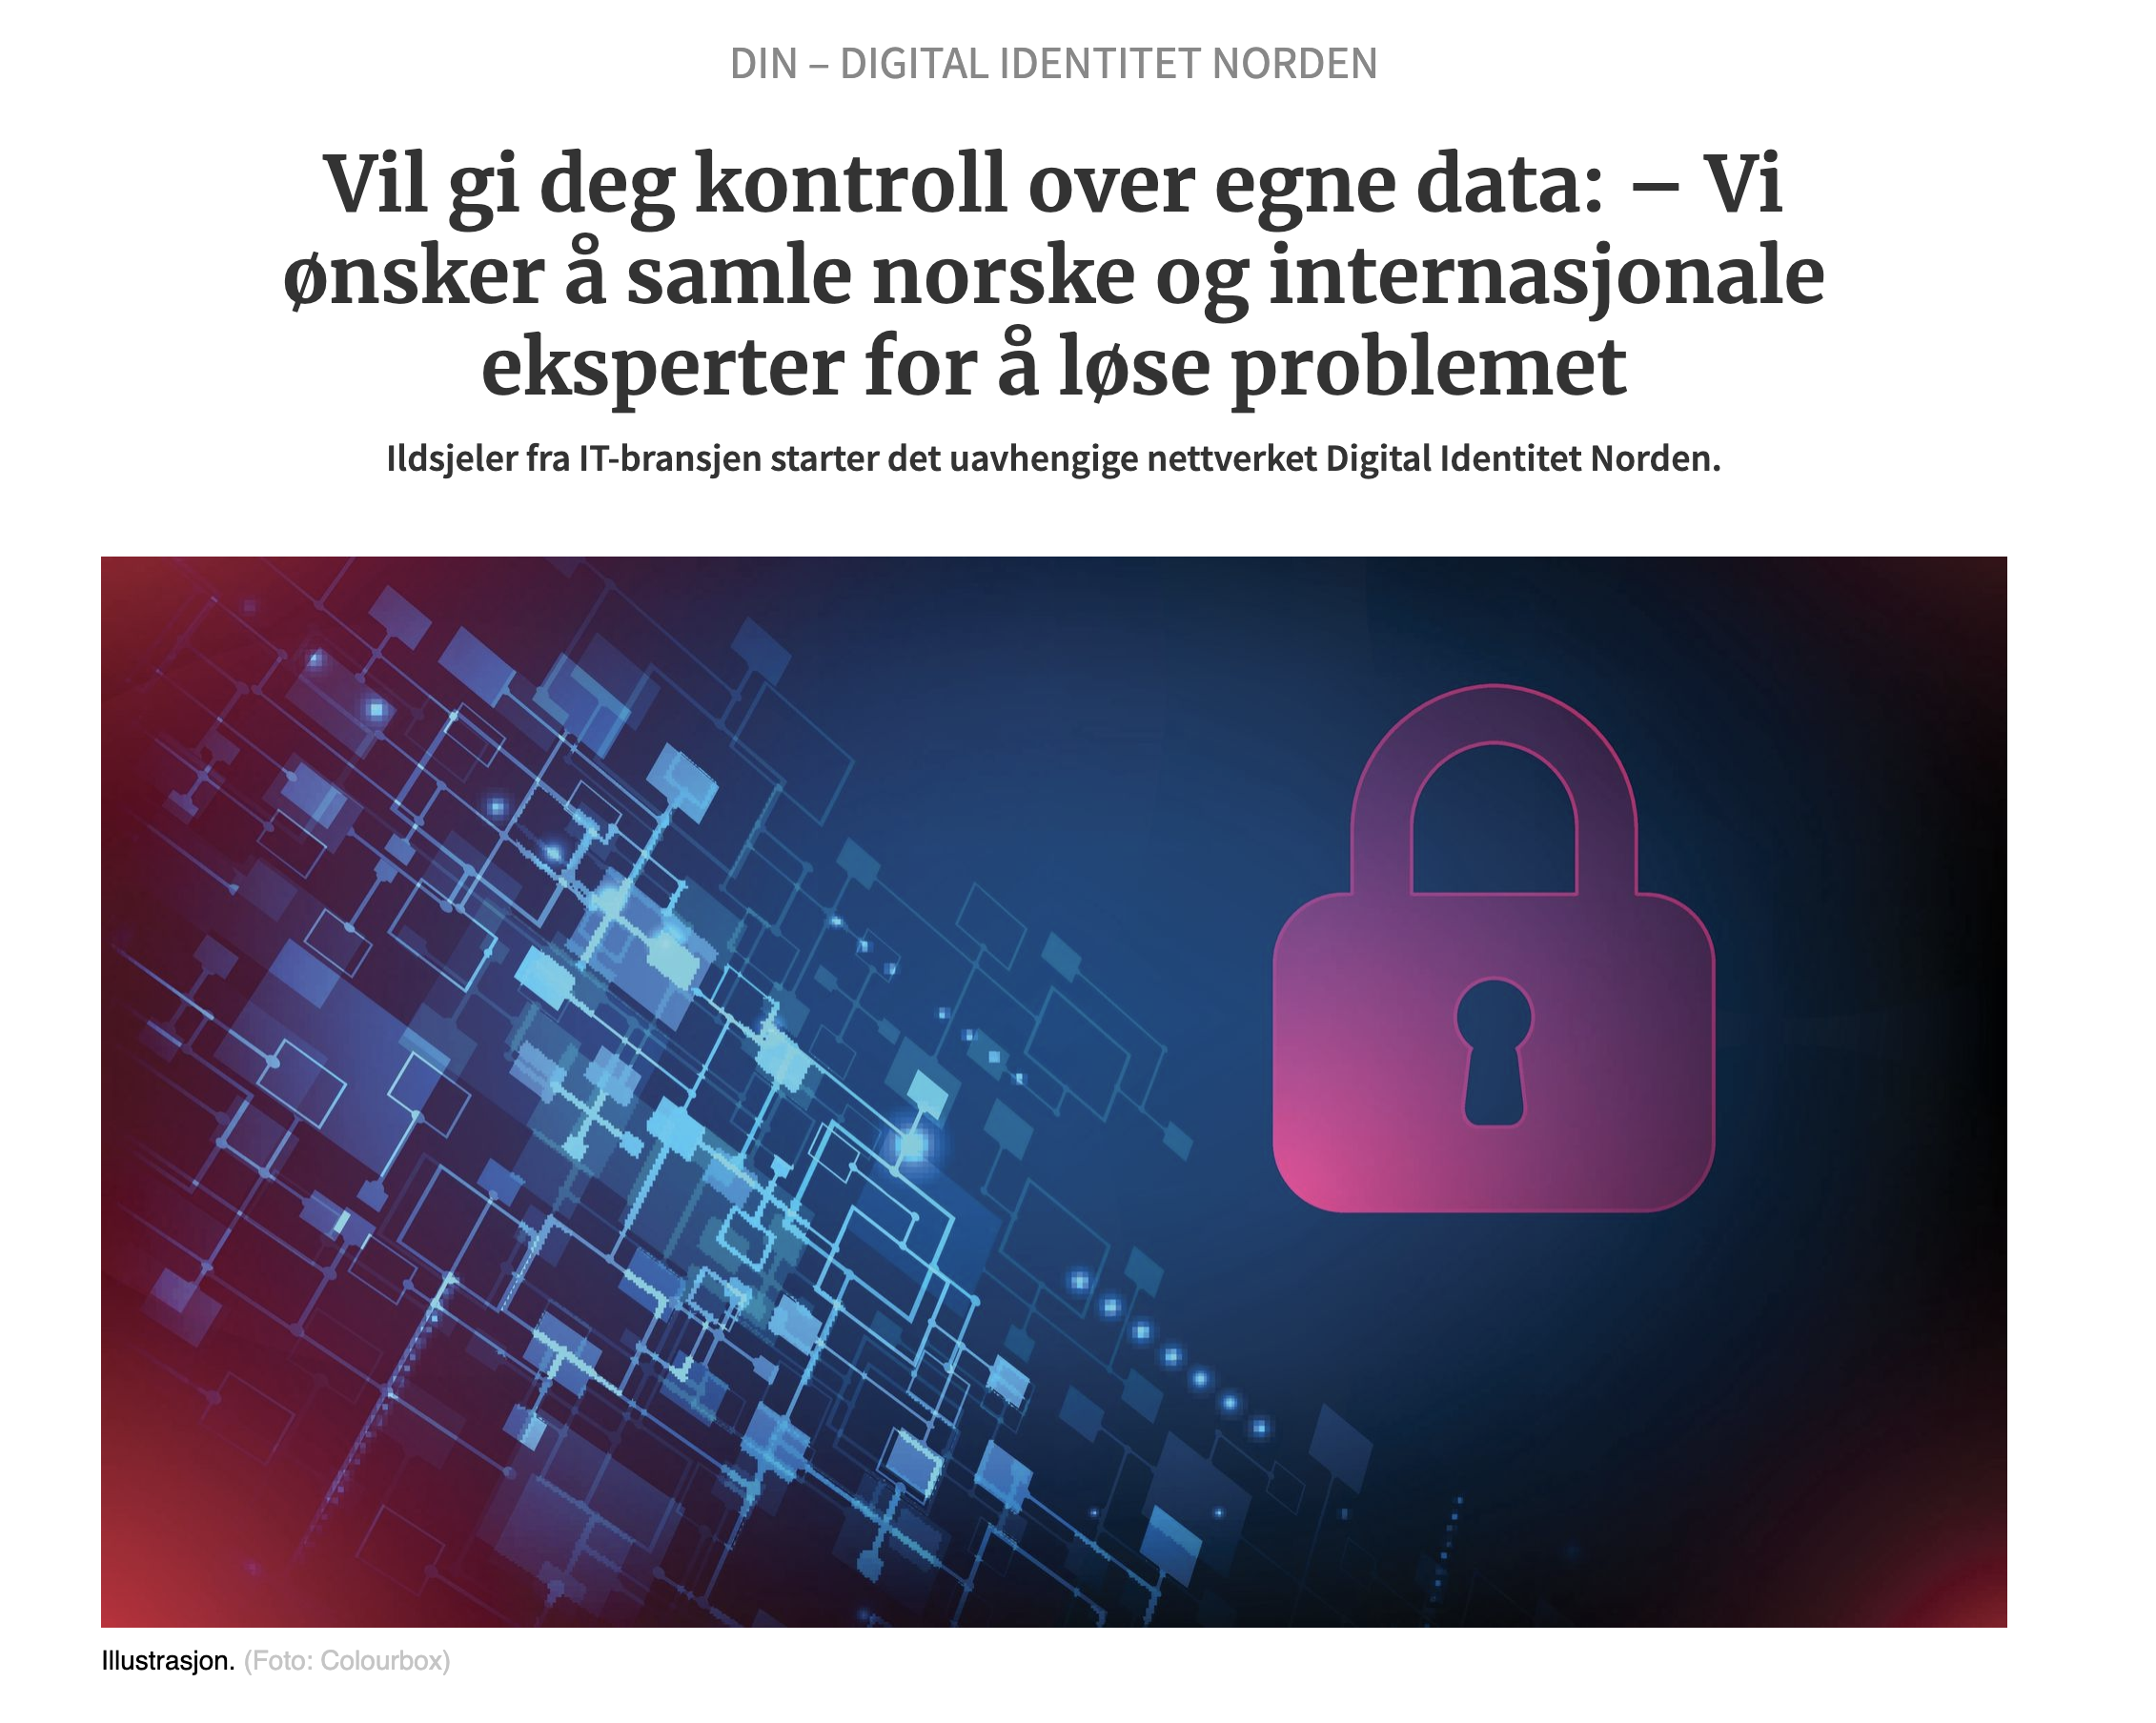 DIN – DIGITAL IDENTITET NORDEN
Vil gi deg kontroll over egne data: – Vi
ønsker å samle norske og internasjonale
eksperter for å løse problemet
Ildsjeler fra IT-bransjen starter det uavhengige nettverket Digital Identitet Norden.
Illustrasjon. (Foto: Colourbox)